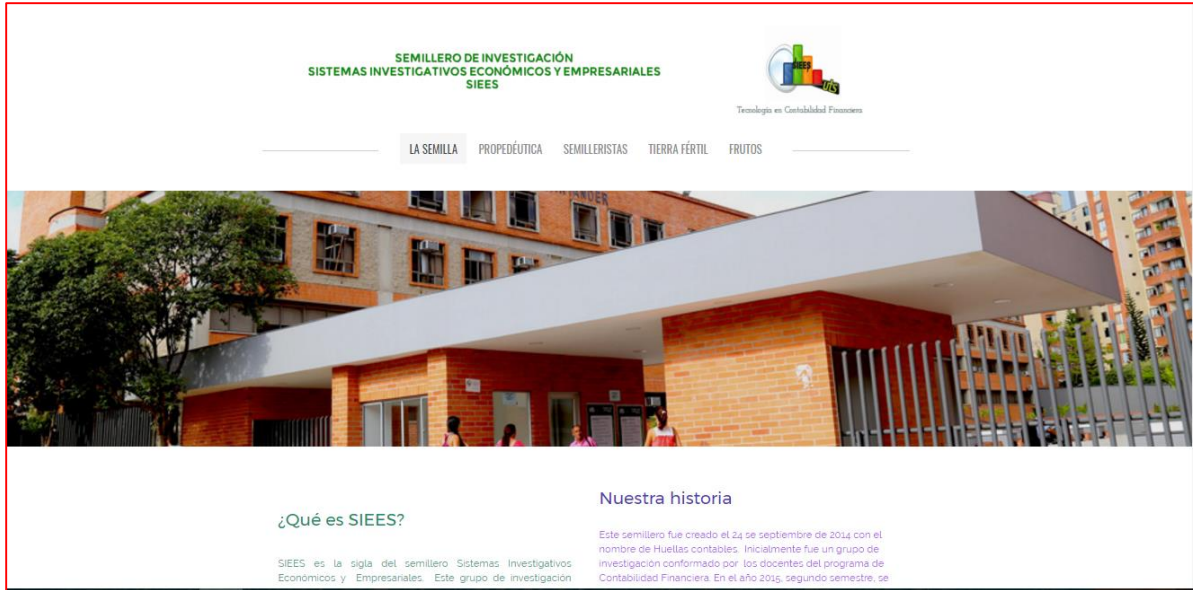 SEMILLERO DE INVESTIGACIÓN
SISTEMAS INVESTIGATIVOS ECONÓMICOS Y EMPRESARIALES
SIEES
SIEES
UTS
Tecnología en Contabilidad Financiera
LA SEMILLA PROPEDÉUTICA SEMILLERISTAS TIERRA FÉRTIL FRUTOS
¿Qué es SIEES?
SIEES es la sigla del semillero Sistemas Investigativos
Económicos y Empresariales. Este grupo de investigación
Nuestra historia
Este semillero fue creado el 24 se septiembre de 2014 con el
nombre de Huellas contables. Inicialmente fue un grupo de
investigación conformado por los docentes del programa de
Contabilidad Financiera. En el año 2015, segundo semestre, se